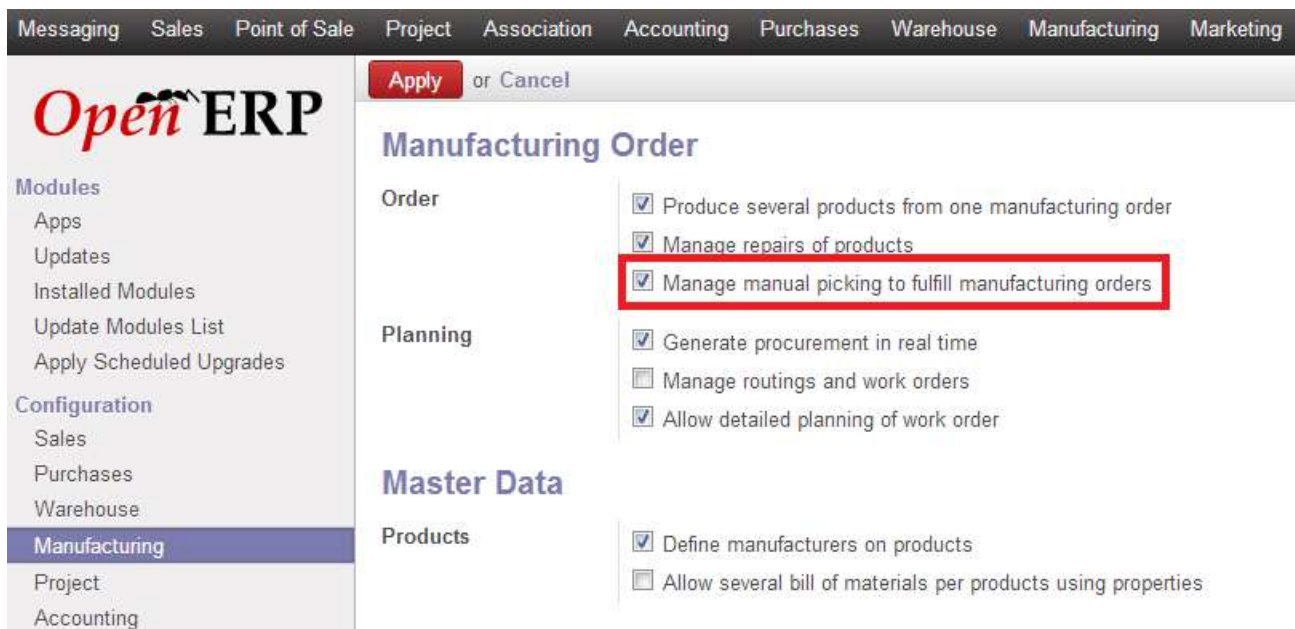 Messaging Sales Point of Sale Project Association Accounting Purchases Warehouse Manufacturing Marketing
OpenERP
Modules
Apps
Updates
Installed Modules
Update Modules List
Apply Scheduled Upgrades
Configuration
Sales
Purchases
Warehouse
Manufacturing
Project
Accounting
Apply or Cancel
Manufacturing Order
Order
Produce several products from one manufacturing order
Manage repairs of products
Manage manual picking to fulfill manufacturing orders
Planning
Generate procurement in real time
Manage routings and work orders
Allow detailed planning of work order
Master Data
Products
Define manufacturers on products
Allow several bill of materials per products using properties